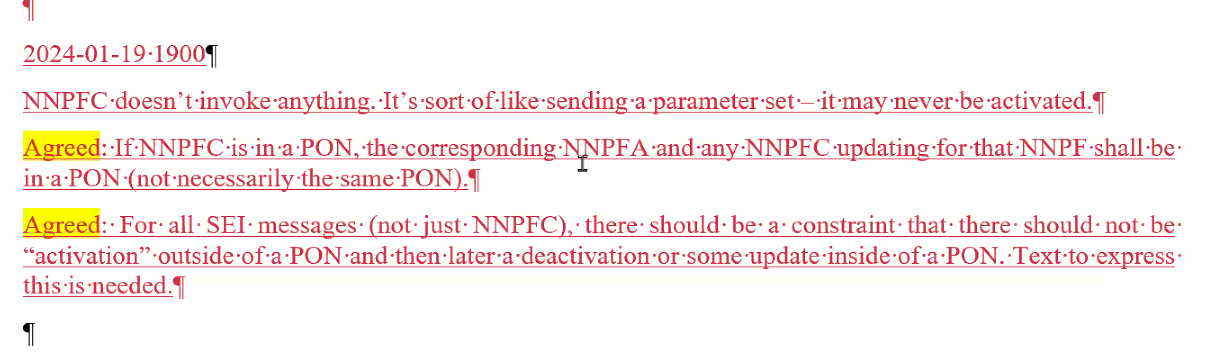 2024-01-19 1900¶
NNPFC doesn’t invoke anything. It’s sort of like sending a parameter set – it may never be activated.¶
Agreed: If NNPFC is in a PON, the corresponding NNPFA and any NNPFC updating for that NNPF shall be
in a PON (not necessarily the same PON).¶
Agreed: For all SEI messages (not just NNPFC), there should be a constraint that there should not be
“activation” outside of a PON and then later a deactivation or some update inside of a PON. Text to express
this is needed.¶
¶